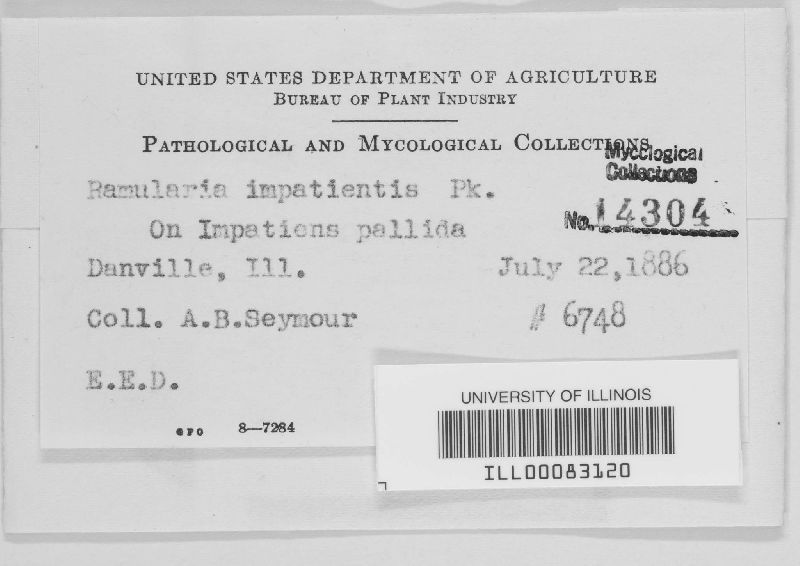 UNITED STATES DEPARTMENT OF AGRICULTURE
BUREAU OF PLANT INDUSTRY
PATHOLOGICAL AND MYCOLOGICAL COLLECTIONS
Mycological
Collections
No. 14304
Ramularia impatientis Pk.
On Impatiens pallida
Danville, Ill. July 22,1886
Coll. A.B.Seymour # 6748
E.E.D.
GPO 8—7284
UNIVERSITY OF ILLINOIS
ILL00083120